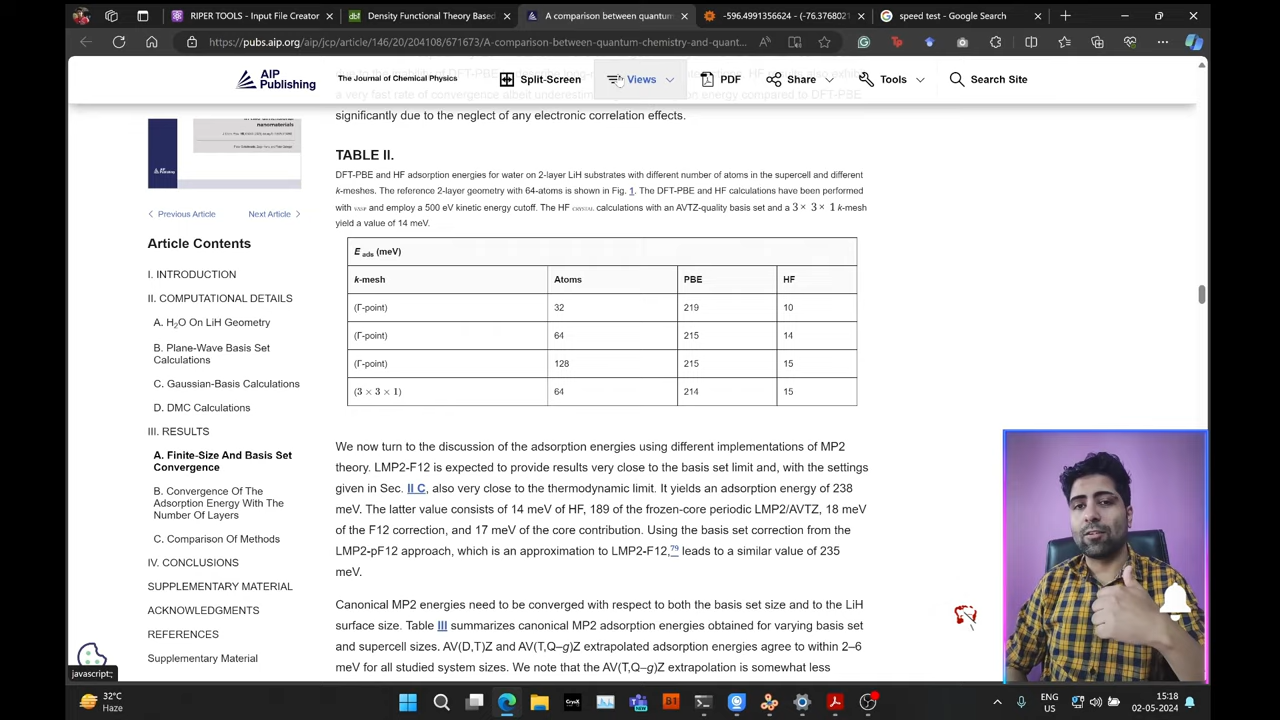 RIPER TOOLS - Input File Creator
Density Functional Theory Based
A comparison between quantum
-596.4991356624 - (-76.3768021
speed test - Google Search
https://pubs.aip.org/aip/jcp/article/146/20/204108/671673/A-comparison-between-quantum-chemistry-and-quant...
AIP
Publishing
The Journal of Chemical Physics
Split-Screen
Views
PDF
Share
Tools
Search Site
a very fast rate of convergence albeit underestimating the adsorption energy compared to DFT-PBE
significantly due to the neglect of any electronic correlation effects.
TABLE II.
DFT-PBE and HF adsorption energies for water on 2-layer LiH substrates with different number of atoms in the supercell and different
k-meshes. The reference 2-layer geometry with 64-atoms is shown in Fig. 1. The DFT-PBE and HF calculations have been performed
with VASP and employ a 500 eV kinetic energy cutoff. The HF CRYSTAL calculations with an AVTZ-quality basis set and a 3 × 3 × 1 k-mesh
yield a value of 14 meV.
E ads (meV)
k-mesh Atoms PBE HF
(Γ-point) 32 219 10
(Γ-point) 64 215 14
(Γ-point) 128 215 15
(3 × 3 × 1) 64 214 15
We now turn to the discussion of the adsorption energies using different implementations of MP2
theory. LMP2-F12 is expected to provide results very close to the basis set limit and, with the settings
given in Sec. II C, also very close to the thermodynamic limit. It yields an adsorption energy of 238
meV. The latter value consists of 14 meV of HF, 189 of the frozen-core periodic LMP2/AVTZ, 18 meV
of the F12 correction, and 17 meV of the core contribution. Using the basis set correction from the
LMP2-pF12 approach, which is an approximation to LMP2-F12,79 leads to a similar value of 235
meV.
Canonical MP2 energies need to be converged with respect to both the basis set size and to the LiH
surface size. Table III summarizes canonical MP2 adsorption energies obtained for varying basis set
and supercell sizes. AV(D,T)Z and AV(T,Q–g)Z extrapolated adsorption energies agree to within 2–6
meV for all studied system sizes. We note that the AV(T,Q–g)Z extrapolation is somewhat less
Previous Article
Next Article
Article Contents
I. INTRODUCTION
II. COMPUTATIONAL DETAILS
A. H2O On LiH Geometry
B. Plane-Wave Basis Set
Calculations
C. Gaussian-Basis Calculations
D. DMC Calculations
III. RESULTS
A. Finite-Size And Basis Set
Convergence
B. Convergence Of The
Adsorption Energy With The
Number Of Layers
C. Comparison Of Methods
IV. CONCLUSIONS
SUPPLEMENTARY MATERIAL
ACKNOWLEDGMENTS
REFERENCES
Supplementary Material
javascript:;
32°C
Haze
ENG
US
15:18
02-05-2024